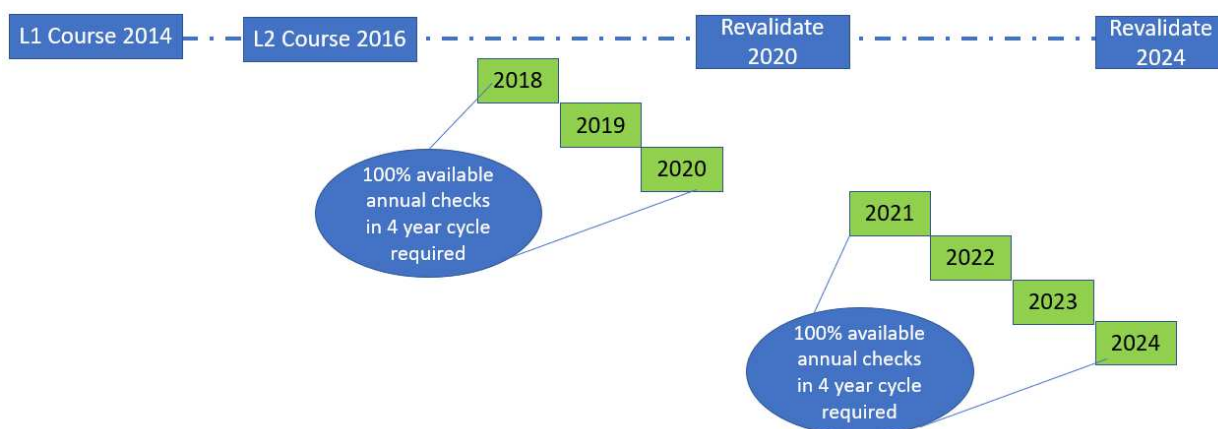 L1 Course 2014
L2 Course 2016
Revalidate
2020
Revalidate
2024
2018
2019
2020
100% available
annual checks
in 4 year cycle
required
2021
2022
2023
2024
100% available
annual checks
in 4 year cycle
required